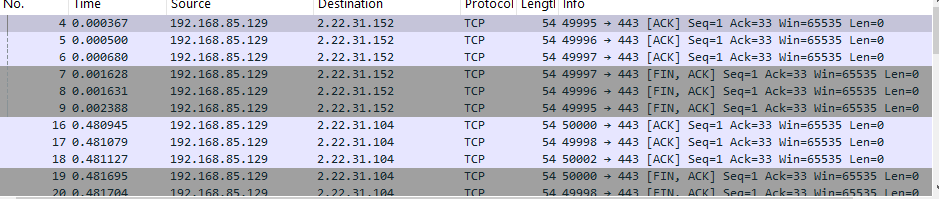 No. Time Source Destination Protocol Length Info
4 0.000367 192.168.85.129 2.22.31.152 TCP 54 49995 → 443 [ACK] Seq=1 Ack=33 Win=65535 Len=0
5 0.000500 192.168.85.129 2.22.31.152 TCP 54 49996 → 443 [ACK] Seq=1 Ack=33 Win=65535 Len=0
6 0.000680 192.168.85.129 2.22.31.152 TCP 54 49997 → 443 [ACK] Seq=1 Ack=33 Win=65535 Len=0
7 0.001628 192.168.85.129 2.22.31.152 TCP 54 49997 → 443 [FIN, ACK] Seq=1 Ack=33 Win=65535 Len=0
8 0.001631 192.168.85.129 2.22.31.152 TCP 54 49996 → 443 [FIN, ACK] Seq=1 Ack=33 Win=65535 Len=0
9 0.002388 192.168.85.129 2.22.31.152 TCP 54 49995 → 443 [FIN, ACK] Seq=1 Ack=33 Win=65535 Len=0
16 0.480945 192.168.85.129 2.22.31.104 TCP 54 50000 → 443 [ACK] Seq=1 Ack=33 Win=65535 Len=0
17 0.481079 192.168.85.129 2.22.31.104 TCP 54 49998 → 443 [ACK] Seq=1 Ack=33 Win=65535 Len=0
18 0.481127 192.168.85.129 2.22.31.104 TCP 54 50002 → 443 [ACK] Seq=1 Ack=33 Win=65535 Len=0
19 0.481695 192.168.85.129 2.22.31.104 TCP 54 50000 → 443 [FIN, ACK] Seq=1 Ack=33 Win=65535 Len=0
20 0.481704 192.168.85.129 2.22.31.104 TCP 54 49998 → 443 [FIN, ACK] Seq=1 Ack=33 Win=65535 Len=0